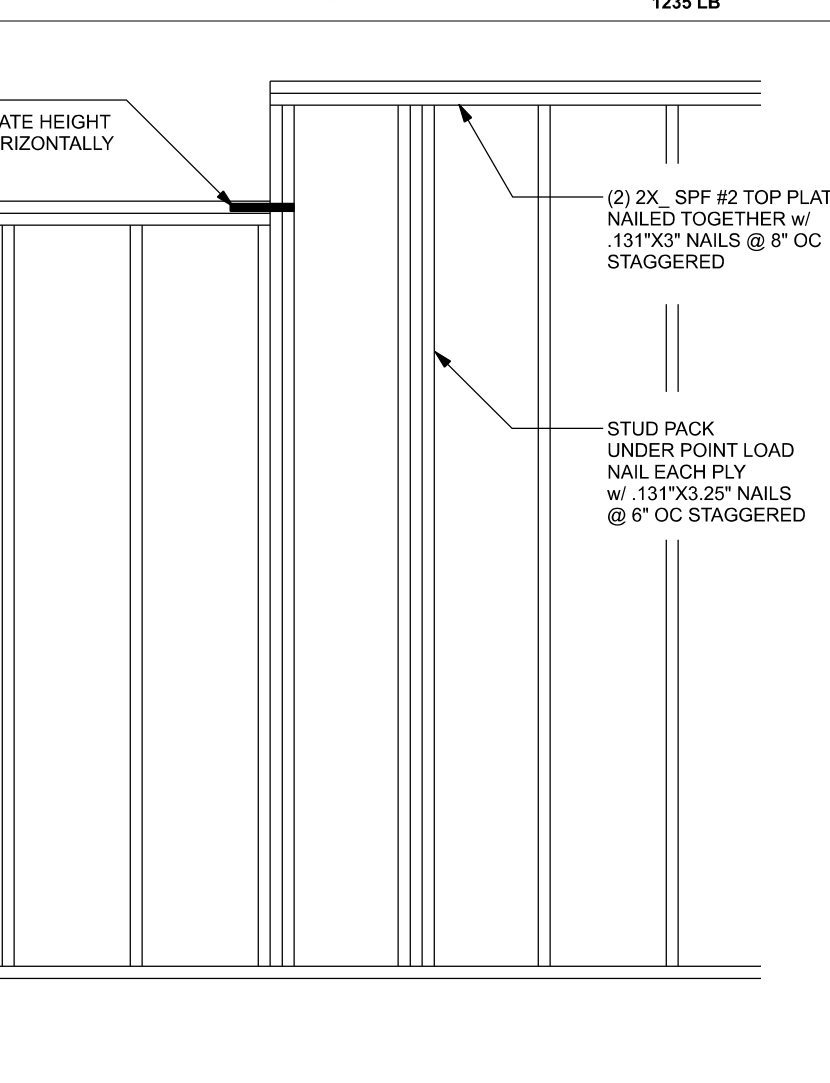 1235 LB
ATE HEIGHT
RIZONTALLY
(2) 2X_ SPF #2 TOP PLAT
NAILED TOGETHER w/
.131"X3" NAILS @ 8" OC
STAGGERED
STUD PACK
UNDER POINT LOAD
NAIL EACH PLY
w/ .131"X3.25" NAILS
@ 6" OC STAGGERED